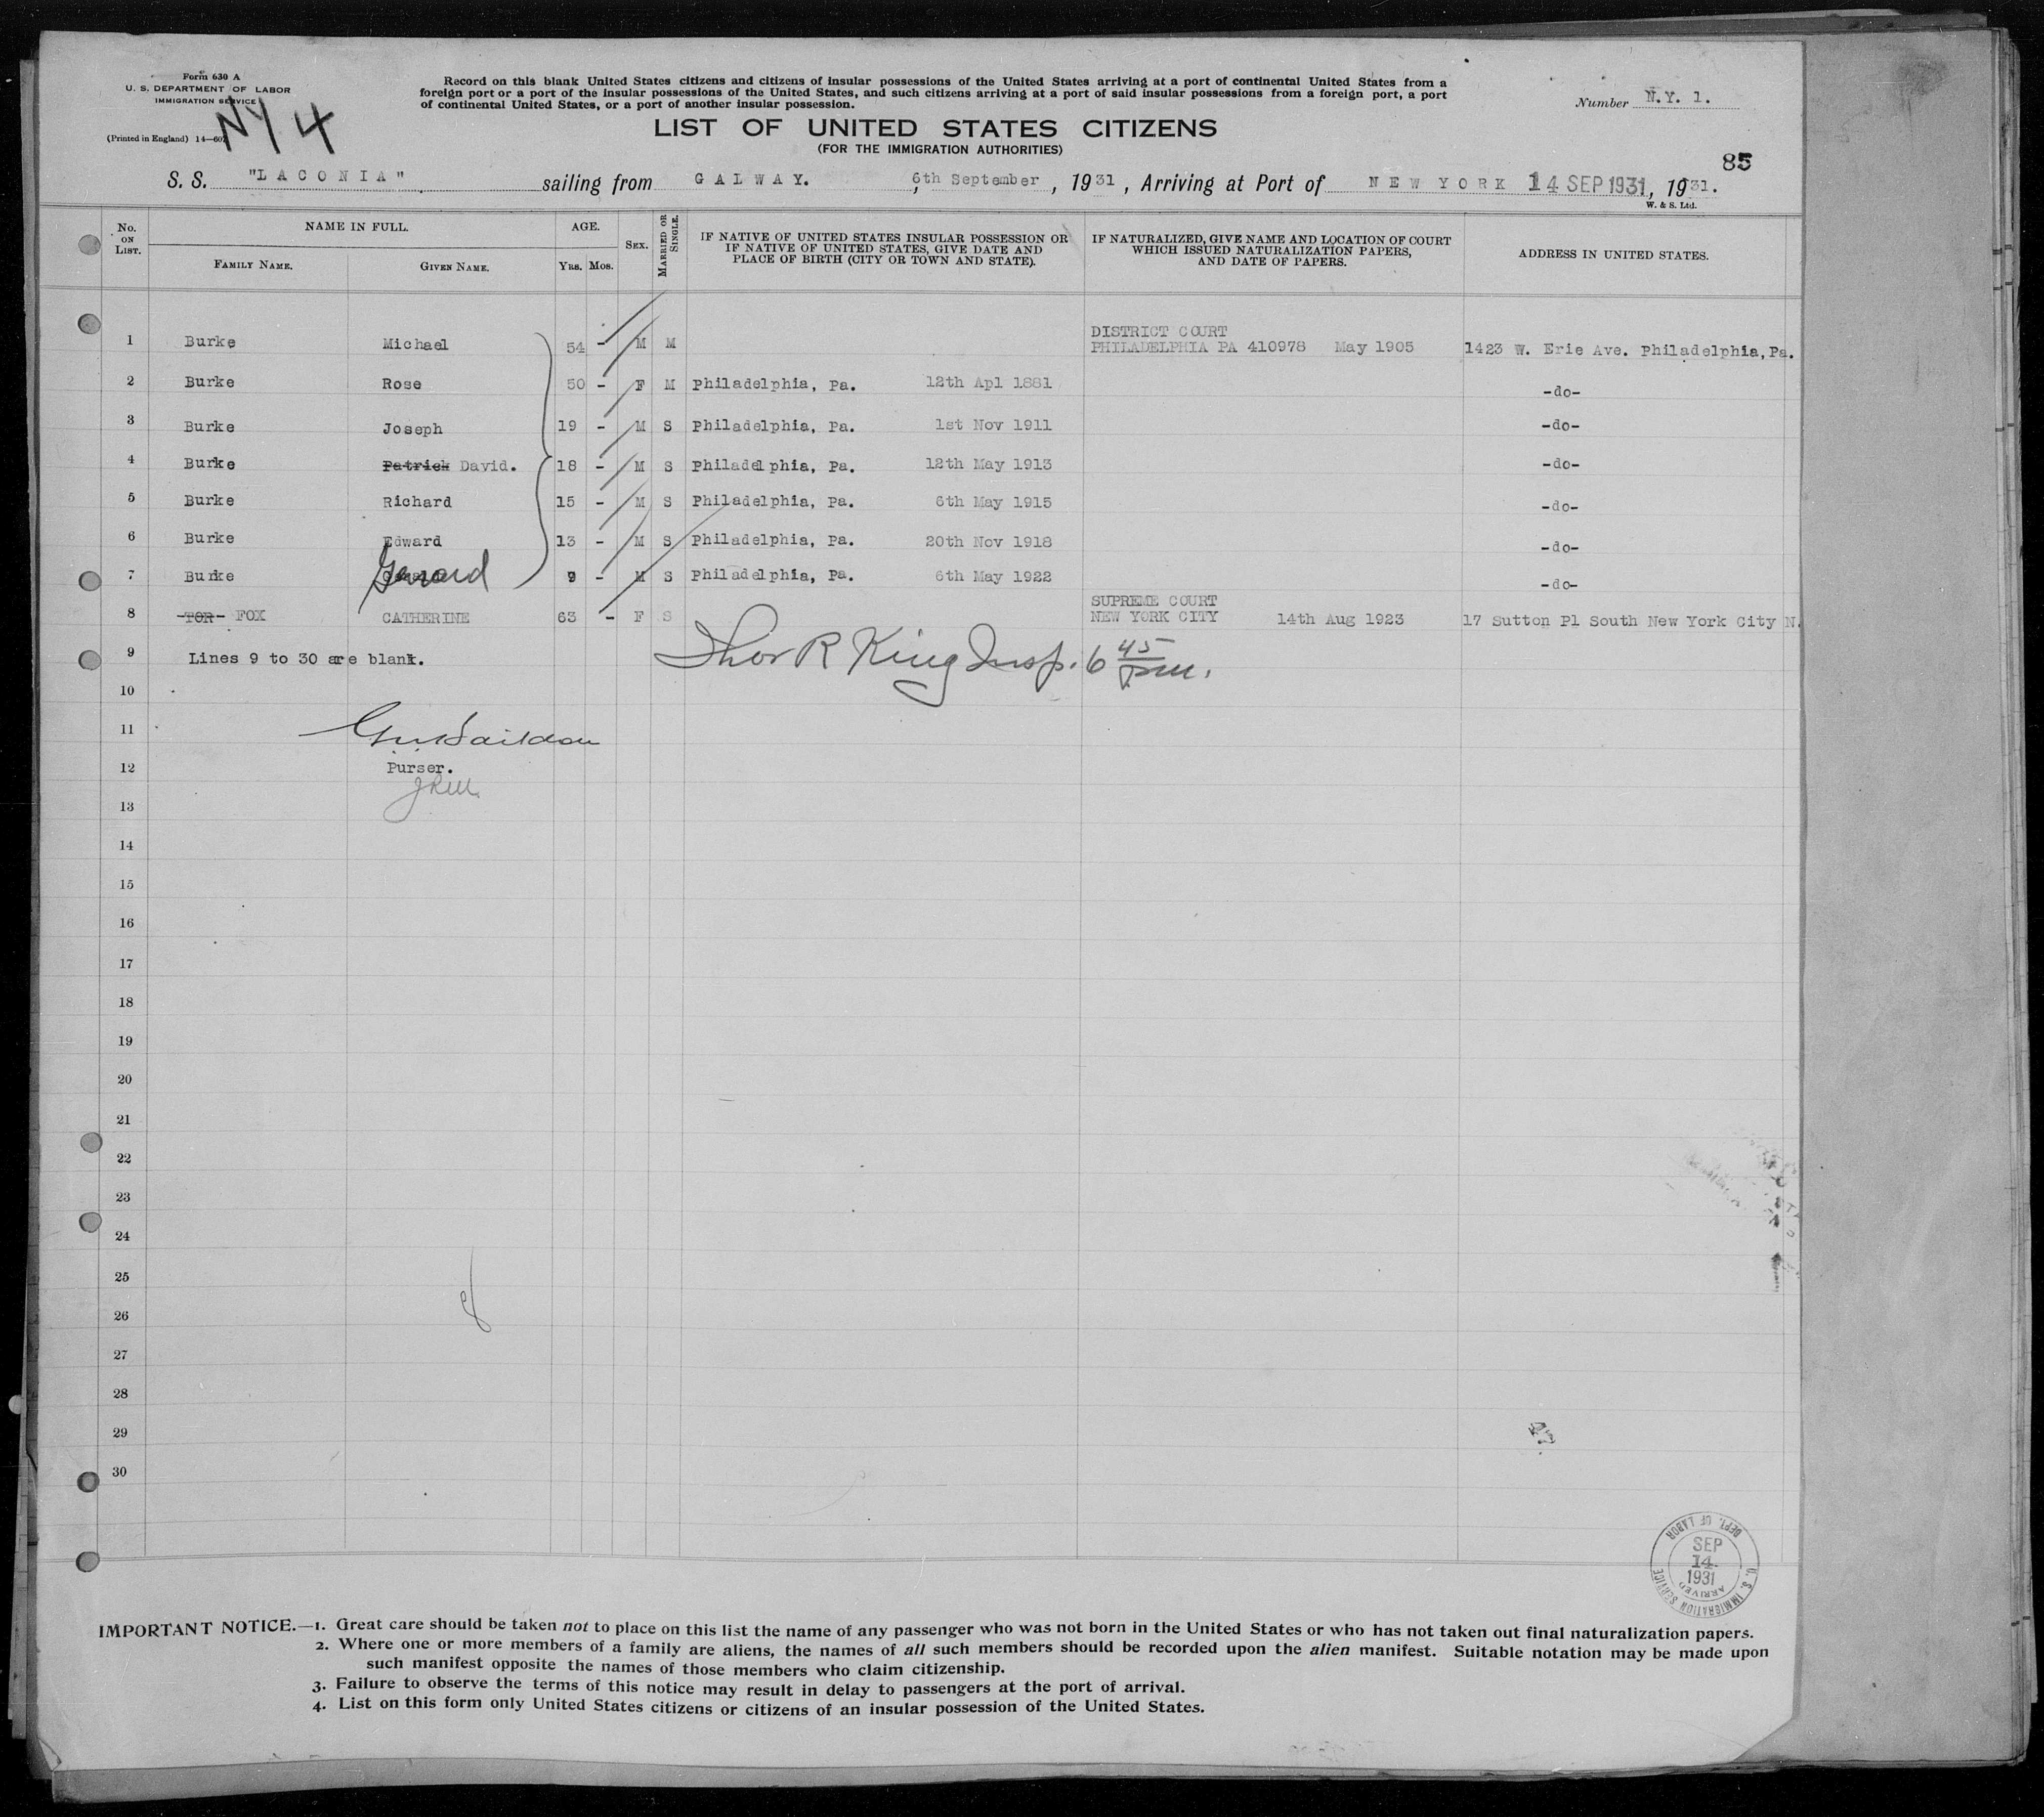 Form 630 A
U. S. DEPARTMENT OF LABOR
IMMIGRATION SERVICE
NY 4
(Printed in England) 14—60
Record on this blank United States citizens and citizens of insular possessions of the United States arriving at a port of continental United States from a
foreign port or a port of the insular possessions of the United States, and such citizens arriving at a port of said insular possessions from a foreign port, a port
of continental United States, or a port of another insular possession.
Number N.Y. 1.
LIST OF UNITED STATES CITIZENS
(FOR THE IMMIGRATION AUTHORITIES)
85
S. S. "LACONIA" sailing from GALWAY. 6th September, 1931, Arriving at Port of NEW YORK 14 SEP 1931, 1931.
W. & S. Ltd.
No. ON LIST. NAME IN FULL. FAMILY NAME. GIVEN NAME. AGE. YRS. MOS. SEX. MARRIED OR SINGLE. IF NATIVE OF UNITED STATES INSULAR POSSESSION OR IF NATIVE OF UNITED STATES, GIVE DATE AND PLACE OF BIRTH (CITY OR TOWN AND STATE). IF NATURALIZED, GIVE NAME AND LOCATION OF COURT WHICH ISSUED NATURALIZATION PAPERS, AND DATE OF PAPERS. ADDRESS IN UNITED STATES.
DISTRICT COURT
1 Burke Michael 54 - M M PHILADELPHIA PA 410978 May 1905 1423 W. Erie Ave. Philadelphia, Pa.
2 Burke Rose 50 - F M Philadelphia, Pa. 12th Apl 1881 -do-
3 Burke Joseph 19 - M S Philadelphia, Pa. 1st Nov 1911 -do-
4 Burke Patrick David. 18 - M S Philadelphia, Pa. 12th May 1913 -do-
5 Burke Richard 15 - M S Philadelphia, Pa. 6th May 1915 -do-
6 Burke Edward 13 - M S Philadelphia, Pa. 20th Nov 1918 -do-
7 Burke Gerard 9 - M S Philadelphia, Pa. 6th May 1922 -do-
SUPREME COURT
8 TOR- FOX CATHERINE 63 - F S NEW YORK CITY 14th Aug 1923 17 Sutton Pl South New York City N.
9 Lines 9 to 30 are blank. Thor R King Insp. 6 45 pm.
10
11
12 Purser.
13
14
15
16
17
18
19
20
21
22
23
24
25
26
27
28
29
30
U. S. IMMIGRATION SERVICE
DEPT. OF LABOR
SEP
14
1931
ARRIVED
IMPORTANT NOTICE.—1. Great care should be taken not to place on this list the name of any passenger who was not born in the United States or who has not taken out final naturalization papers.
2. Where one or more members of a family are aliens, the names of all such members should be recorded upon the alien manifest. Suitable notation may be made upon
such manifest opposite the names of those members who claim citizenship.
3. Failure to observe the terms of this notice may result in delay to passengers at the port of arrival.
4. List on this form only United States citizens or citizens of an insular possession of the United States.